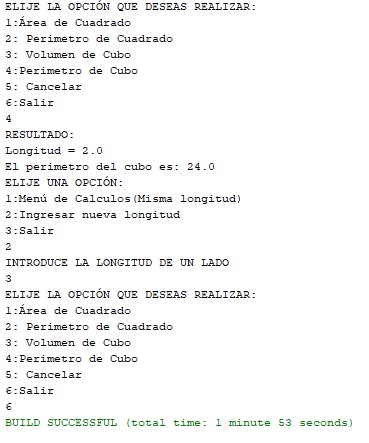 ELIJE LA OPCIÓN QUE DESEAS REALIZAR:
1:Área de Cuadrado
2: Perimetro de Cuadrado
3: Volumen de Cubo
4:Perimetro de Cubo
5: Cancelar
6:Salir
4
RESULTADO:
Longitud = 2.0
El perimetro del cubo es: 24.0
ELIJE UNA OPCIÓN:
1:Menú de Calculos(Misma longitud)
2:Ingresar nueva longitud
3:Salir
2
INTRODUCE LA LONGITUD DE UN LADO
3
ELIJE LA OPCIÓN QUE DESEAS REALIZAR:
1:Área de Cuadrado
2: Perimetro de Cuadrado
3: Volumen de Cubo
4:Perimetro de Cubo
5: Cancelar
6:Salir
6
BUILD SUCCESSFUL (total time: 1 minute 53 seconds)